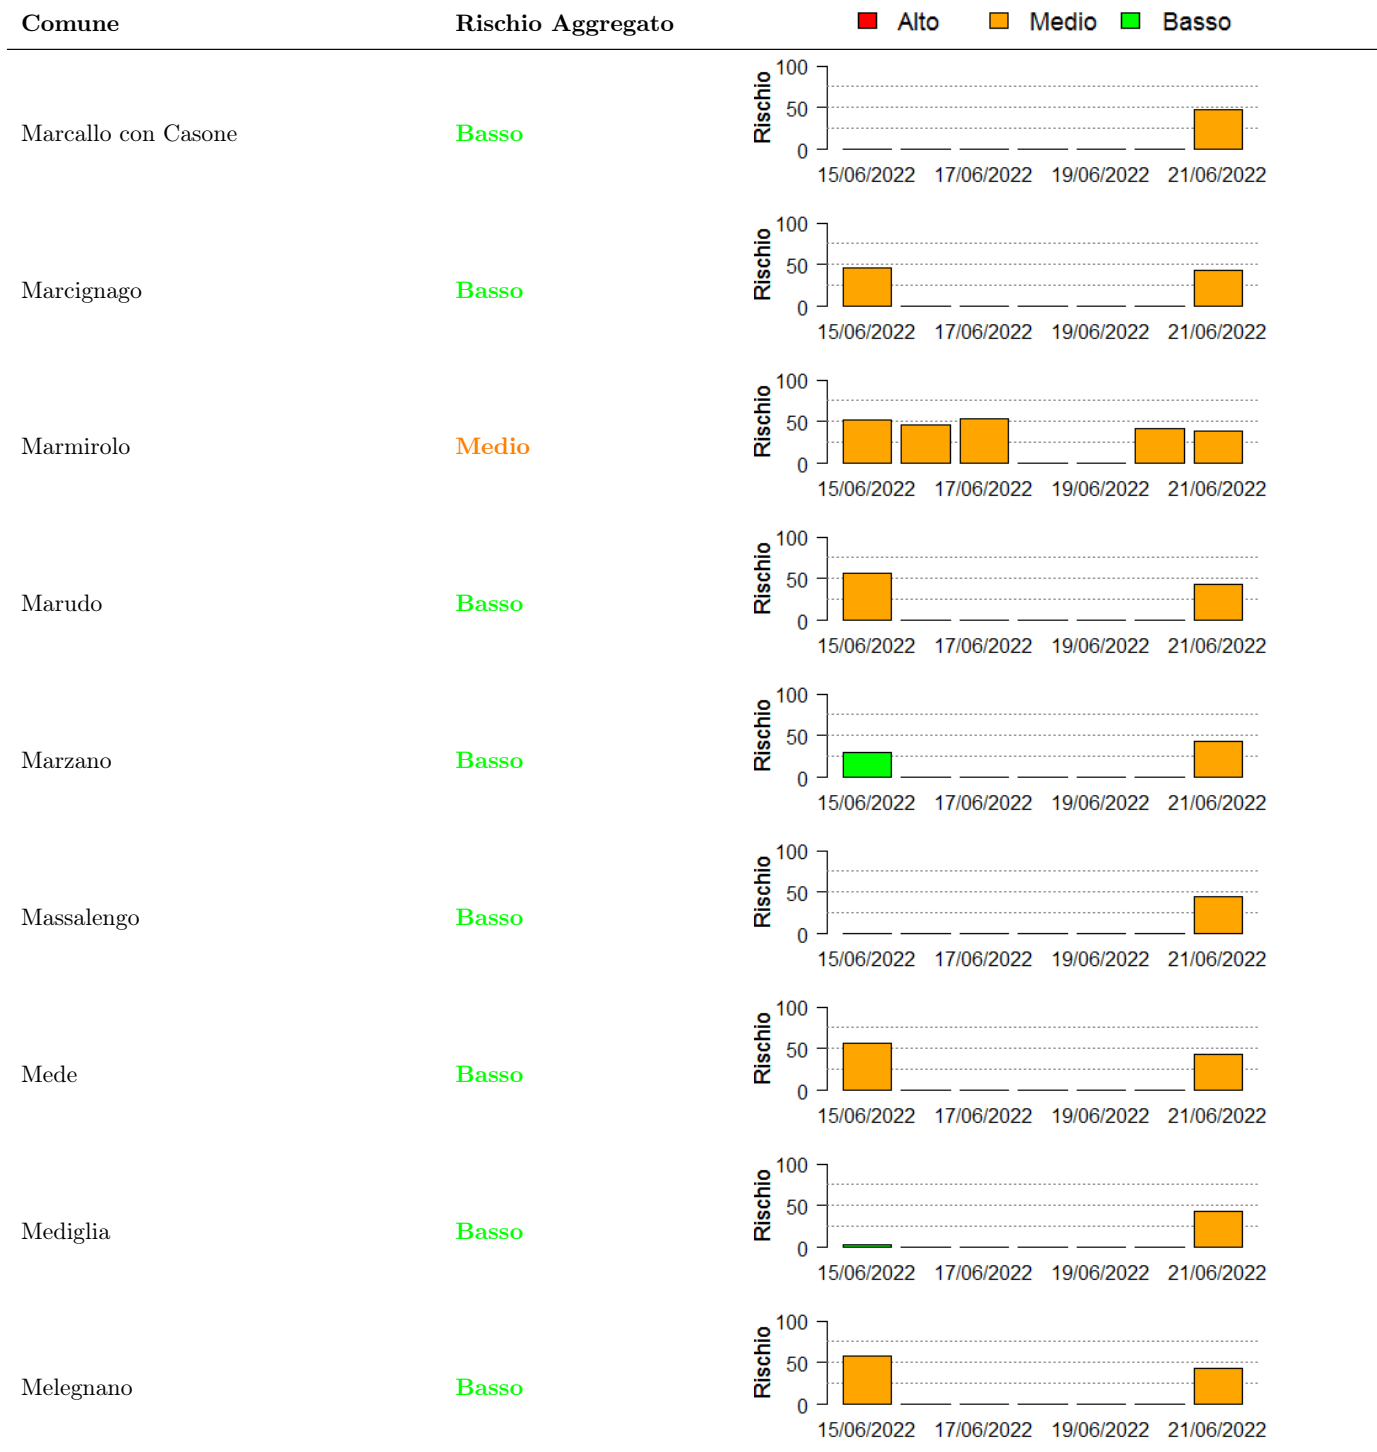 Comune Rischio Aggregato Alto Medio Basso
Marcallo con Casone Basso
Rischio
100
50
0
15/06/2022 17/06/2022 19/06/2022 21/06/2022
Marcignago Basso
Rischio
100
50
0
15/06/2022 17/06/2022 19/06/2022 21/06/2022
Marmirolo Medio
Rischio
100
50
0
15/06/2022 17/06/2022 19/06/2022 21/06/2022
Marudo Basso
Rischio
100
50
0
15/06/2022 17/06/2022 19/06/2022 21/06/2022
Marzano Basso
Rischio
100
50
0
15/06/2022 17/06/2022 19/06/2022 21/06/2022
Massalengo Basso
Rischio
100
50
0
15/06/2022 17/06/2022 19/06/2022 21/06/2022
Mede Basso
Rischio
100
50
0
15/06/2022 17/06/2022 19/06/2022 21/06/2022
Mediglia Basso
Rischio
100
50
0
15/06/2022 17/06/2022 19/06/2022 21/06/2022
Melegnano Basso
Rischio
100
50
0
15/06/2022 17/06/2022 19/06/2022 21/06/2022